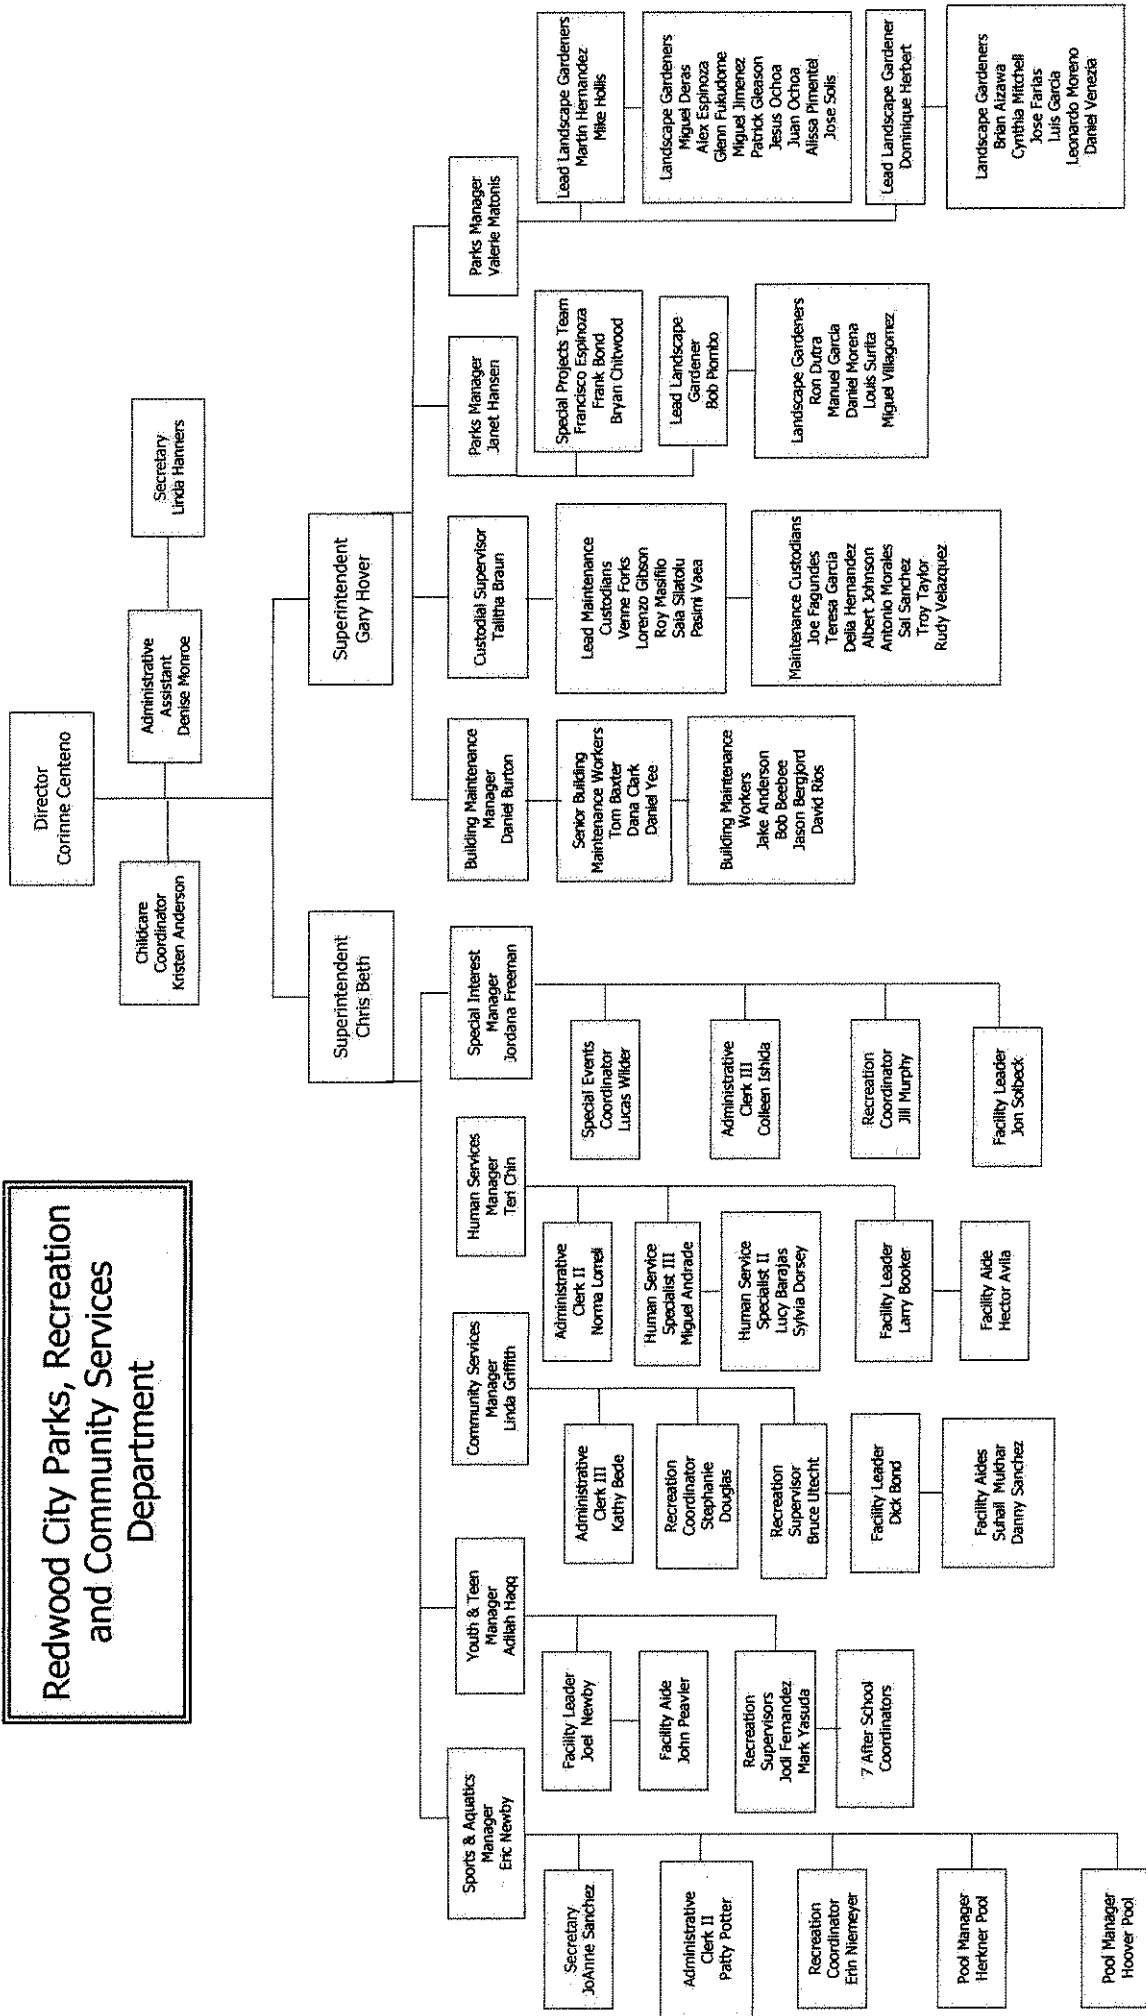 Redwood City Parks, Recreation
and Community Services
Department
Director
Corinne Centeno
Childcare
Coordinator
Kristen Anderson
Administrative
Assistant
Denise Monroe
Secretary
Linda Hanners
Superintendent
Chris Beth
Superintendent
Gary Hover
Sports & Aquatics
Manager
Eric Newby
Secretary
JoAnne Sanchez
Administrative
Clerk II
Patty Potter
Recreation
Coordinator
Erin Niemeyer
Pool Manager
Herkner Pool
Pool Manager
Hoover Pool
Youth & Teen
Manager
Adilah Haqq
Facility Leader
Joel Newby
Facility Aide
John Peavler
Recreation
Supervisors
Jodi Fernandez
Mark Yasuda
7 After School
Coordinators
Community Services
Manager
Linda Griffith
Administrative
Clerk III
Kathy Bede
Recreation
Coordinator
Stephanie
Douglas
Recreation
Supervisor
Bruce Utecht
Facility Leader
Dick Bond
Facility Aides
Suhail Mukhar
Danny Sanchez
Human Services
Manager
Teri Chin
Administrative
Clerk II
Norma Lomeli
Human Service
Specialist III
Miguel Andrade
Human Service
Specialist II
Lucy Barajas
Sylvia Dorsey
Facility Leader
Larry Booker
Facility Aide
Hector Avila
Special Interest
Manager
Jordana Freeman
Special Events
Coordinator
Lucas Wilder
Administrative
Clerk III
Colleen Ishida
Recreation
Coordinator
Jill Murphy
Facility Leader
Jon Solbeck
Building Maintenance
Manager
Daniel Burton
Senior Building
Maintenance Workers
Tom Baxter
Dana Clark
Daniel Yee
Building Maintenance
Workers
Jake Anderson
Bob Beebee
Jason Bergjord
David Rios
Custodial Supervisor
Talitha Braun
Lead Maintenance
Custodians
Venne Forks
Lorenzo Gibson
Roy Masifilo
Saia Silatolu
Pasimi Vaea
Maintenance Custodians
Joe Fagundes
Teresa Garcia
Delia Hernandez
Albert Johnson
Antonio Morales
Sal Sanchez
Troy Taylor
Rudy Velazquez
Parks Manager
Janet Hansen
Special Projects Team
Francisco Espinoza
Frank Bond
Bryan Chitwood
Lead Landscape
Gardener
Bob Piombo
Landscape Gardeners
Ron Dutra
Manuel Garcia
Daniel Morena
Louis Surita
Miguel Villagomez
Parks Manager
Valerie Matonis
Lead Landscape Gardeners
Martin Hernandez
Mike Hollis
Landscape Gardeners
Miguel Deras
Alex Espinoza
Glenn Fukudome
Miguel Jimenez
Patrick Gleason
Jesus Ochoa
Juan Ochoa
Alissa Pimentel
Jose Solis
Lead Landscape Gardener
Dominique Herbert
Landscape Gardeners
Brian Aizawa
Cynthia Mitchell
Jose Farias
Luis Garcia
Leonardo Moreno
Daniel Venezia